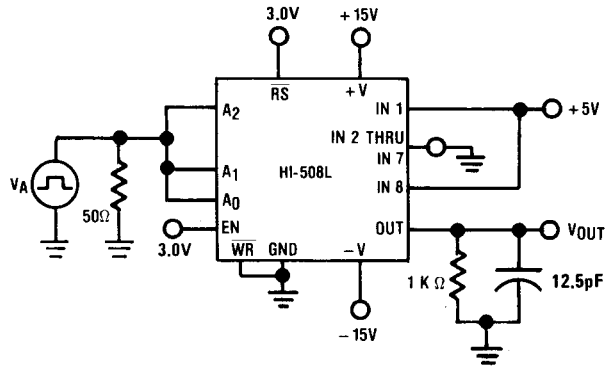 3.0V
+15V
RS
+V
A2
IN 1
+5V
IN 2 THRU
IN 7
VA
A1
HI-508L
IN 8
50Ω
A0
EN
OUT
VOUT
3.0V
WR
GND
-V
1 KΩ
12.5pF
-15V